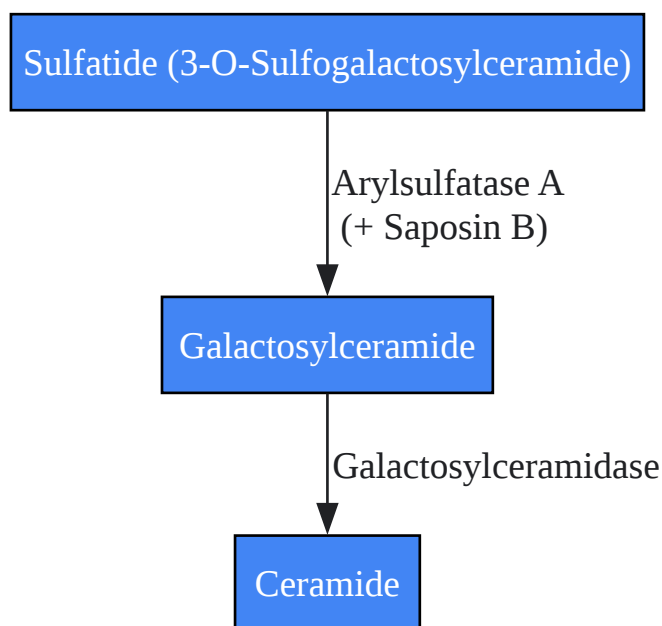 Sulfatide (3-O-Sulfogalactosylceramide)
Arylsulfatase A
(+ Saposin B)
Galactosylceramide
Galactosylceramidase
Ceramide